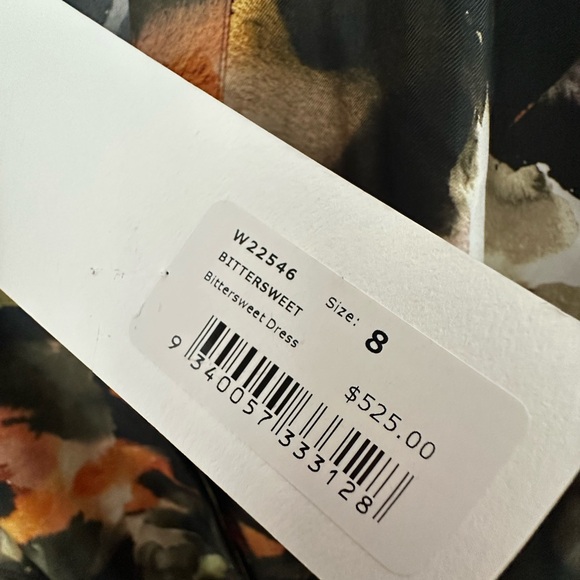 W22546
BITTERSWEET
Bittersweet Dress
Size: 8
$525.00
9 340057 333128